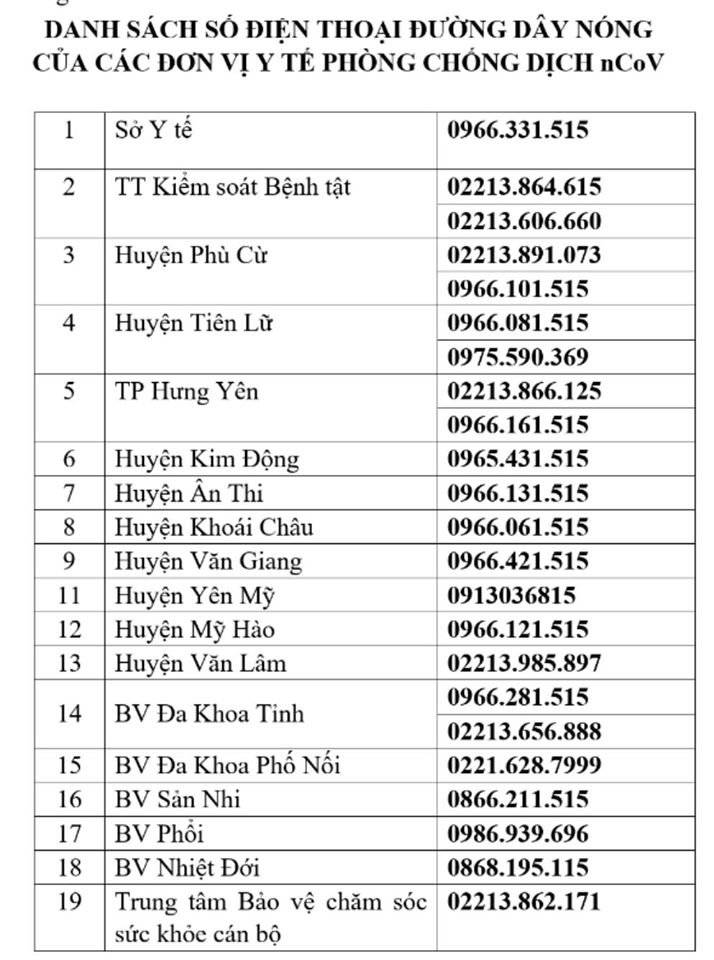 DANH SÁCH SỐ ĐIỆN THOẠI ĐƯỜNG DÂY NÓNG
CỦA CÁC ĐƠN VỊ Y TẾ PHÒNG CHỐNG DỊCH nCoV
1 Sở Y tế 0966.331.515
2 TT Kiểm soát Bệnh tật 02213.864.615
02213.606.660
3 Huyện Phù Cừ 02213.891.073
0966.101.515
4 Huyện Tiên Lữ 0966.081.515
0975.590.369
5 TP Hưng Yên 02213.866.125
0966.161.515
6 Huyện Kim Động 0965.431.515
7 Huyện Ân Thi 0966.131.515
8 Huyện Khoái Châu 0966.061.515
9 Huyện Văn Giang 0966.421.515
11 Huyện Yên Mỹ 0913036815
12 Huyện Mỹ Hào 0966.121.515
13 Huyện Văn Lâm 02213.985.897
14 BV Đa Khoa Tỉnh 0966.281.515
02213.656.888
15 BV Đa Khoa Phố Nối 0221.628.7999
16 BV Sản Nhi 0866.211.515
17 BV Phổi 0986.939.696
18 BV Nhiệt Đới 0868.195.115
19 Trung tâm Bảo vệ chăm sóc 02213.862.171
sức khỏe cán bộ